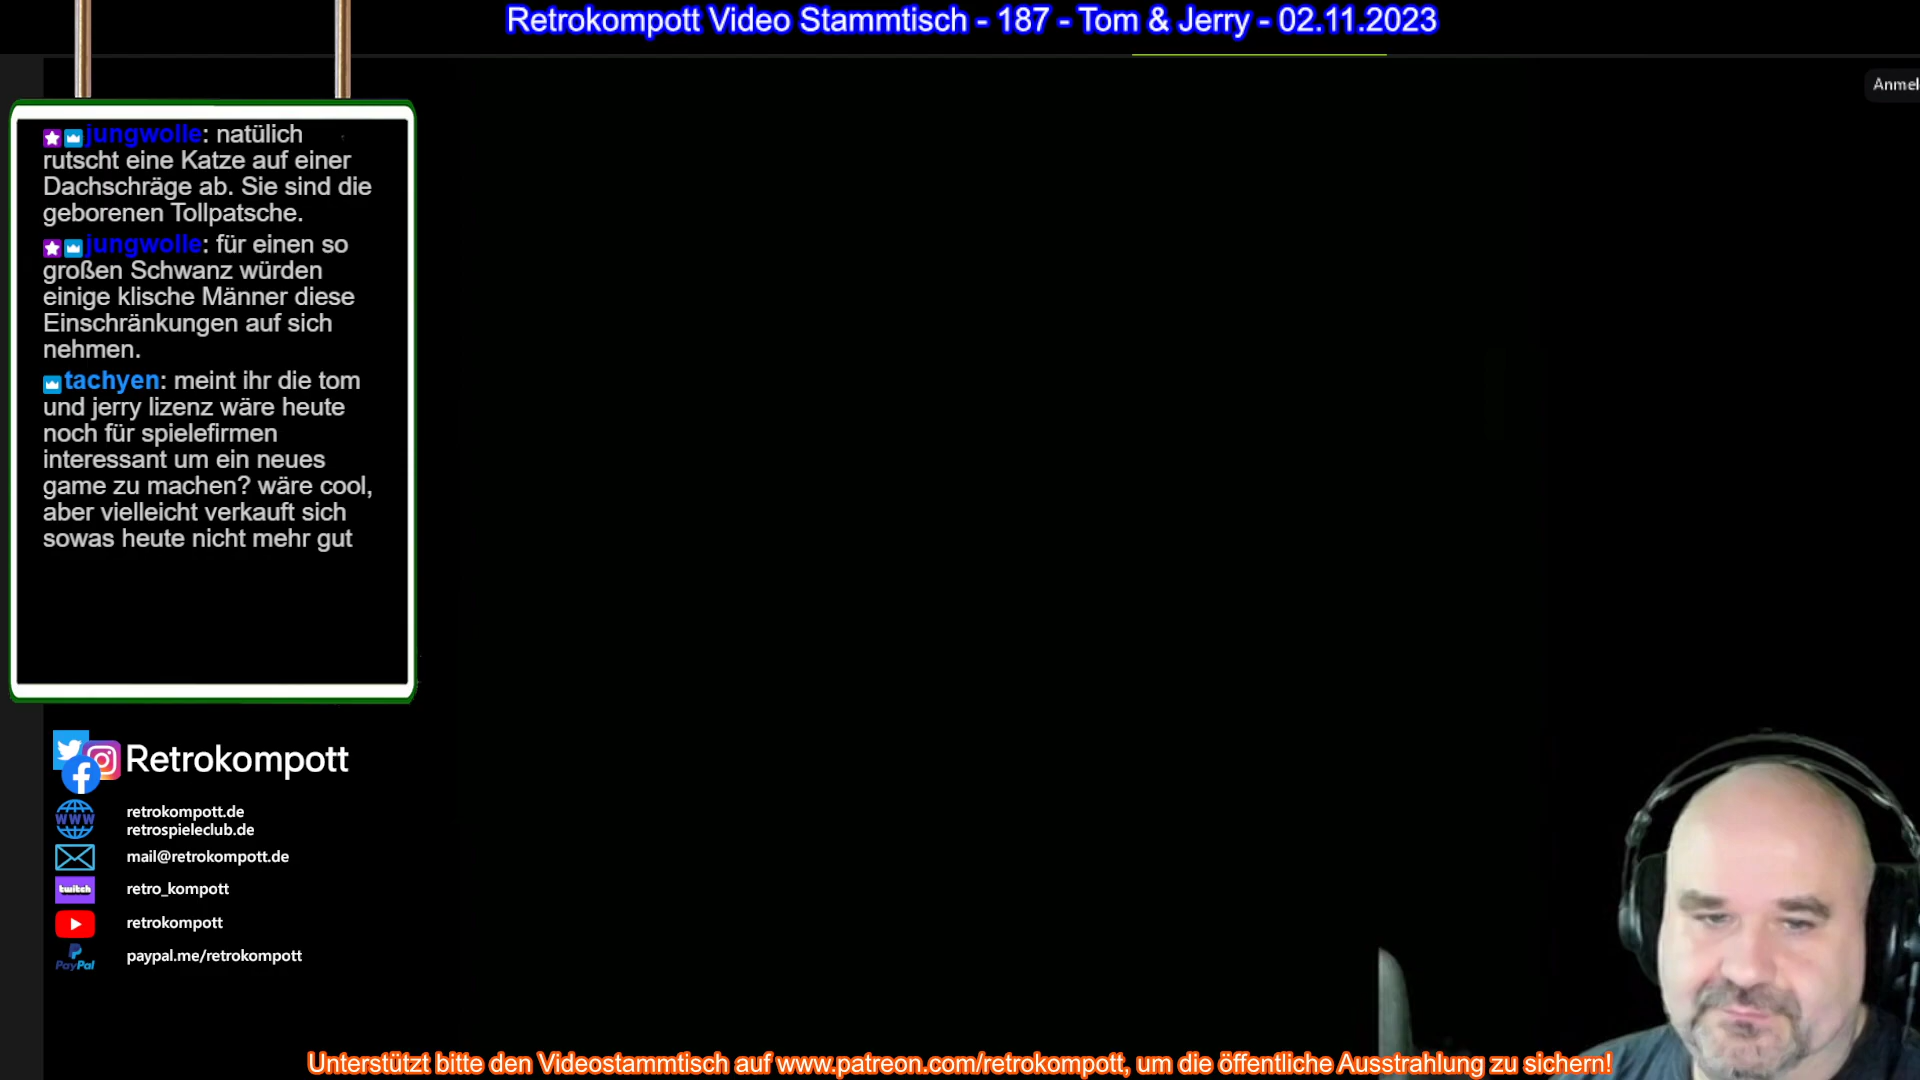 Retrokompott Video Stammtisch - 187 - Tom & Jerry - 02.11.2023
jungwolle: natülich
rutscht eine Katze auf einer
Dachschräge ab. Sie sind die
geborenen Tollpatsche.
jungwolle: für einen so
großen Schwanz würden
einige klische Männer diese
Einschränkungen auf sich
nehmen.
tachyen: meint ihr die tom
und jerry lizenz wäre heute
noch für spielefirmen
interessant um ein neues
game zu machen? wäre cool,
aber vielleicht verkauft sich
sowas heute nicht mehr gut
Anmel
Retrokompott
WWW
retrokompott.de
retrospieleclub.de
mail@retrokompott.de
twitch
retro_kompott
retrokompott
PayPal
paypal.me/retrokompott
Unterstützt bitte den Videostammtisch auf www.patreon.com/retrokompott, um die öffentliche Ausstrahlung zu sichern!